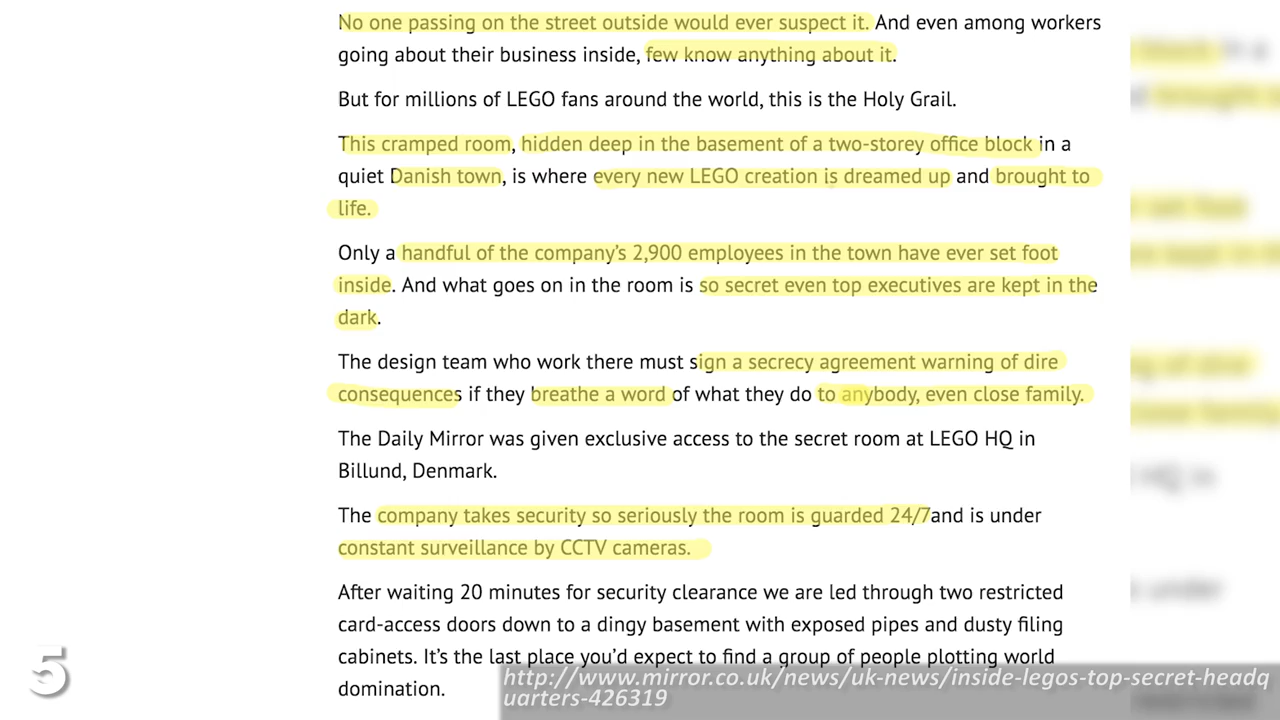 No one passing on the street outside would ever suspect it. And even among workers
going about their business inside, few know anything about it.
But for millions of LEGO fans around the world, this is the Holy Grail.
This cramped room, hidden deep in the basement of a two-storey office block in a
quiet Danish town, is where every new LEGO creation is dreamed up and brought to
life.
Only a handful of the company's 2,900 employees in the town have ever set foot
inside. And what goes on in the room is so secret even top executives are kept in the
dark.
The design team who work there must sign a secrecy agreement warning of dire
consequences if they breathe a word of what they do to anybody, even close family.
The Daily Mirror was given exclusive access to the secret room at LEGO HQ in
Billund, Denmark.
The company takes security so seriously the room is guarded 24/7and is under
constant surveillance by CCTV cameras.
After waiting 20 minutes for security clearance we are led through two restricted
card-access doors down to a dingy basement with exposed pipes and dusty filing
cabinets. It's the last place you'd expect to find a group of people plotting world
domination.
5
http://www.mirror.co.uk/news/uk-news/inside-legos-top-secret-headq
uarters-426319